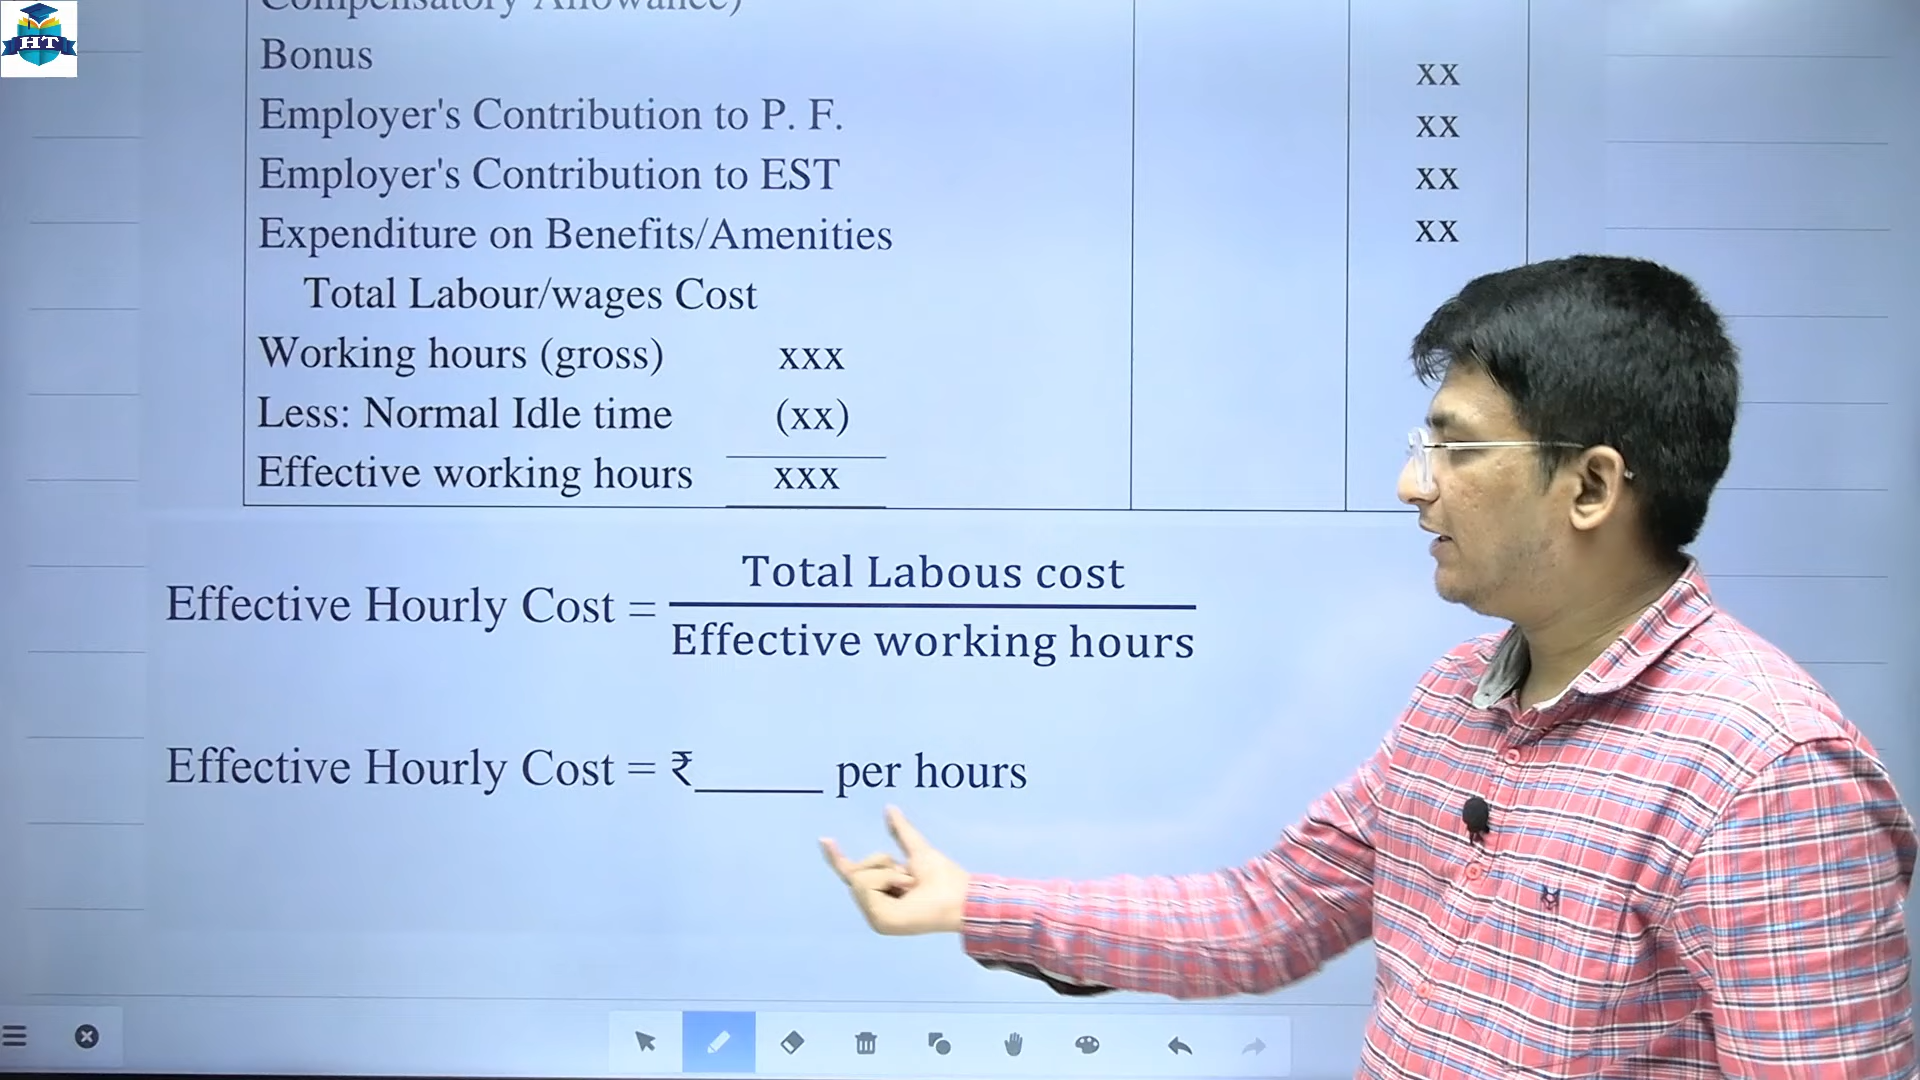 HT
Compensatory Allowance)
Bonus xx
Employer's Contribution to P. F. xx
Employer's Contribution to EST xx
Expenditure on Benefits/Amenities xx
Total Labour/wages Cost
Working hours (gross) xxx
Less: Normal Idle time (xx)
Effective working hours xxx
Effective Hourly Cost = Total Labous cost
Effective working hours
Effective Hourly Cost = ₹_____ per hours